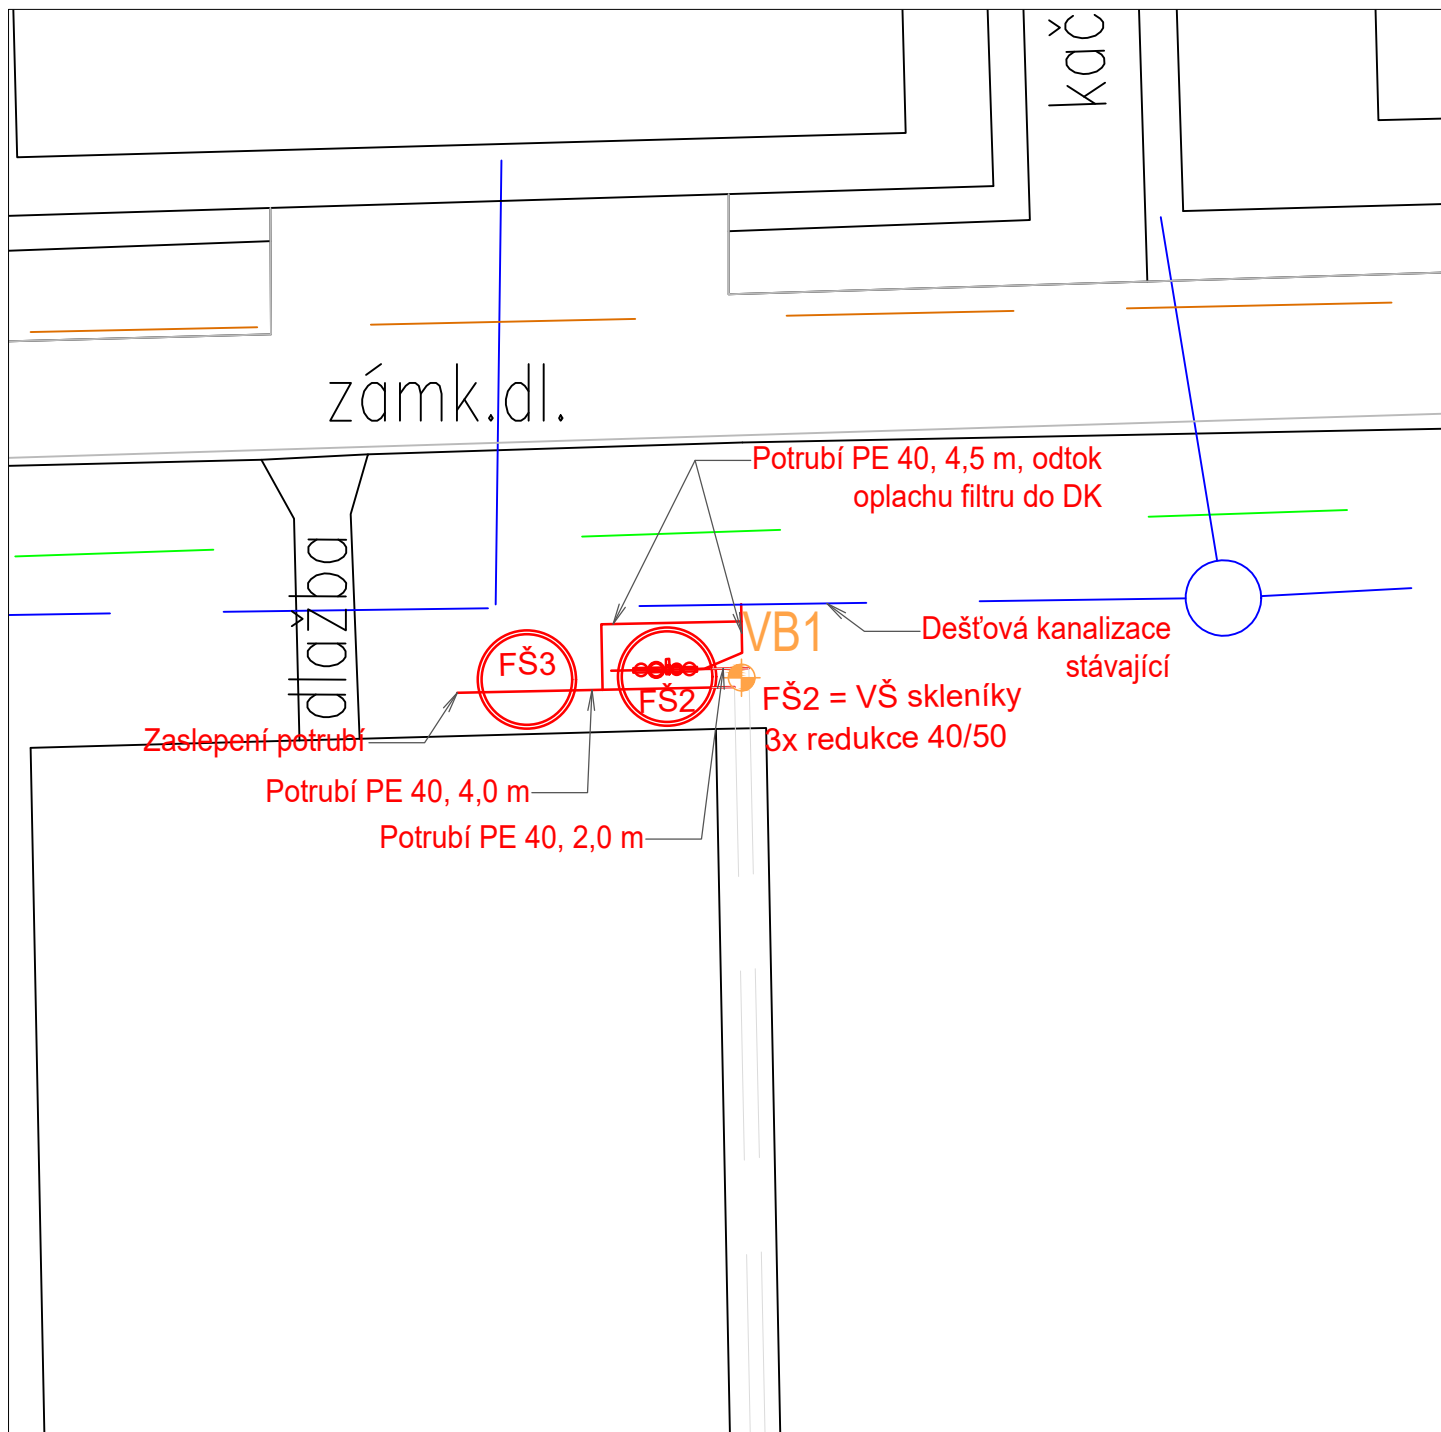 kač
zámk.dl.
Potrubí PE 40, 4,5 m, odtok
oplachu filtru do DK
dlažba
VB1
Dešťová kanalizace
stávající
FŠ3
FŠ2
FŠ2 = VŠ skleníky
3x redukce 40/50
Zaslepení potrubí
Potrubí PE 40, 4,0 m
Potrubí PE 40, 2,0 m